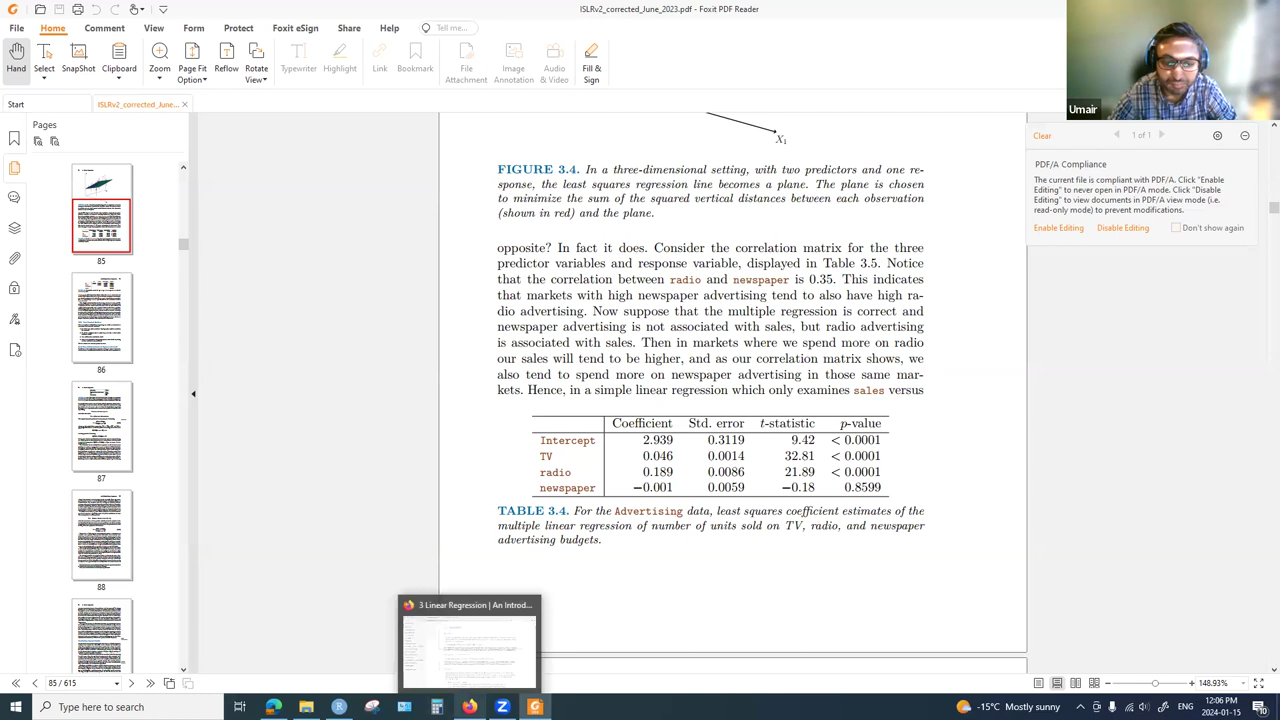 ISLRv2_corrected_June_2023.pdf - Foxit PDF Reader
File Home Comment View Form Protect Foxit eSign Share Help Tell me...
Hand Select SnapShot Clipboard Zoom Page Fit Option Reflow Rotate View Typewriter Highlight Link Bookmark File Attachment Image Annotation Audio & Video Fill & Sign
Umair
Start ISLRv2_corrected_June...
Pages
85
86
87
88
X1
FIGURE 3.4. In a three-dimensional setting, with two predictors and one re-
sponse, the least squares regression line becomes a plane. The plane is chosen
to minimize the sum of the squared vertical distances between each observation
(shown in red) and the plane.
opposite? In fact it does. Consider the correlation matrix for the three
predictor variables and response variable, displayed in Table 3.5. Notice
that the correlation between radio and newspaper is 0.35. This indicates
that markets with high newspaper advertising tend to also have high ra-
dio advertising. Now suppose that the multiple regression is correct and
newspaper advertising is not associated with sales, but radio advertising
is associated with sales. Then in markets where we spend more on radio
our sales will tend to be higher, and as our correlation matrix shows, we
also tend to spend more on newspaper advertising in those same mar-
kets. Hence, in a simple linear regression which only examines sales versus
Coefficient Std. error t-statistic p-value
Intercept 2.939 0.3119 9.42 < 0.0001
TV 0.046 0.0014 32.81 < 0.0001
radio 0.189 0.0086 21.89 < 0.0001
newspaper −0.001 0.0059 −0.18 0.8599
TABLE 3.4. For the Advertising data, least squares coefficient estimates of the
multiple linear regression of number of units sold on TV, radio, and newspaper
advertising budgets.
Clear 1 of 1
PDF/A Compliance
The current file is compliant with PDF/A. Click "Enable
Editing" to never open in PDF/A mode. Click "Disable
Editing" to view documents in PDF/A view mode (i.e.
read-only mode) to prevent modifications.
Enable Editing Disable Editing Don't show again
3 Linear Regression | An Introd...
148.93%
Type here to search
-15°C Mostly sunny
ENG
12:06 PM
2024-01-15